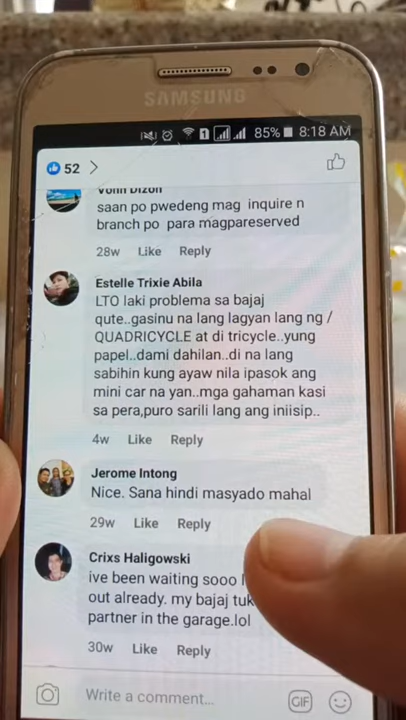 SAMSUNG
85% 8:18 AM
52
Vonn Dizon
saan po pwedeng mag inquire n
branch po para magpareserved
28w Like Reply
Estelle Trixie Abila
LTO laki problema sa bajaj
qute..gasinu na lang lagyan lang ng /
QUADRICYCLE at di tricycle..yung
papel..dami dahilan..di na lang
sabihin kung ayaw nila ipasok ang
mini car na yan..mga gahaman kasi
sa pera,puro sarili lang ang iniisip..
4w Like Reply
Jerome Intong
Nice. Sana hindi masyado mahal
29w Like Reply
Crixs Haligowski
ive been waiting sooo
out already. my bajaj tuk
partner in the garage.lol
30w Like Reply
Write a comment...
GIF